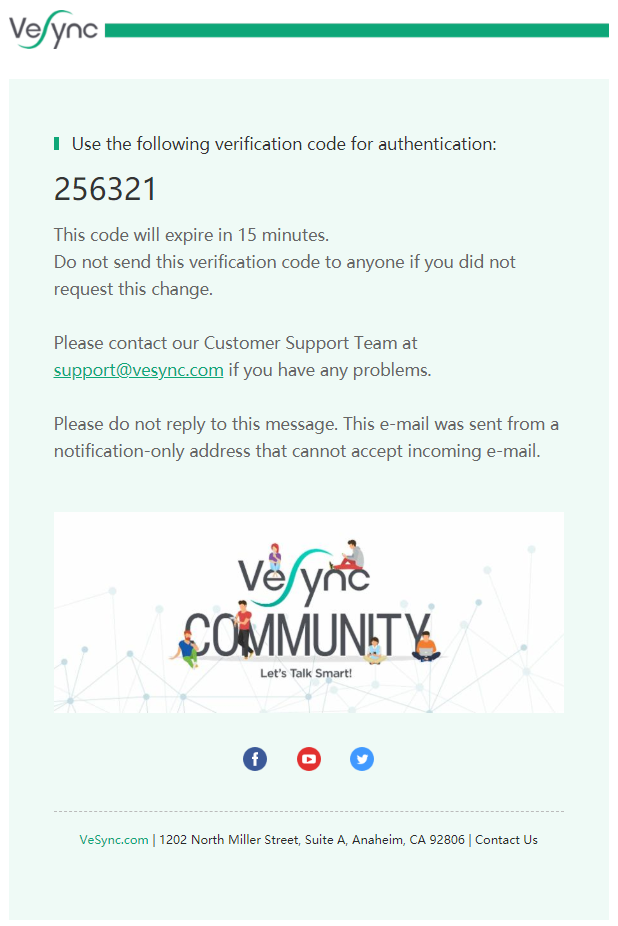 VeSync
Use the following verification code for authentication:
256321
This code will expire in 15 minutes.
Do not send this verification code to anyone if you did not
request this change.
Please contact our Customer Support Team at
support@vesync.com if you have any problems.
Please do not reply to this message. This e-mail was sent from a
notification-only address that cannot accept incoming e-mail.
VeSync
COMMUNITY
Let's Talk Smart!
VeSync.com | 1202 North Miller Street, Suite A, Anaheim, CA 92806 | Contact Us